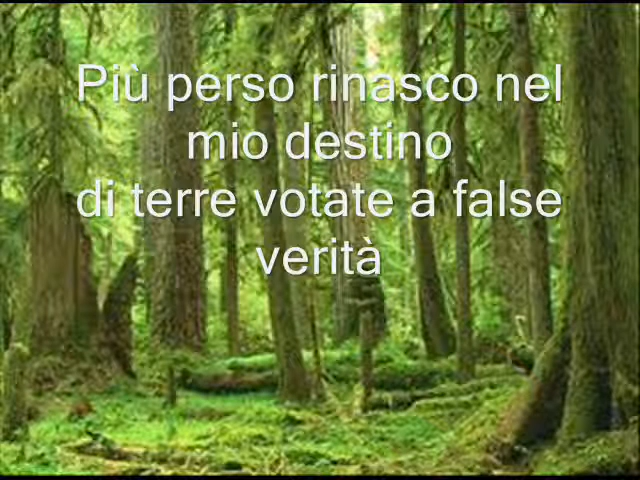 Più perso rinasco nel
mio destino
di terre votate a false
verità